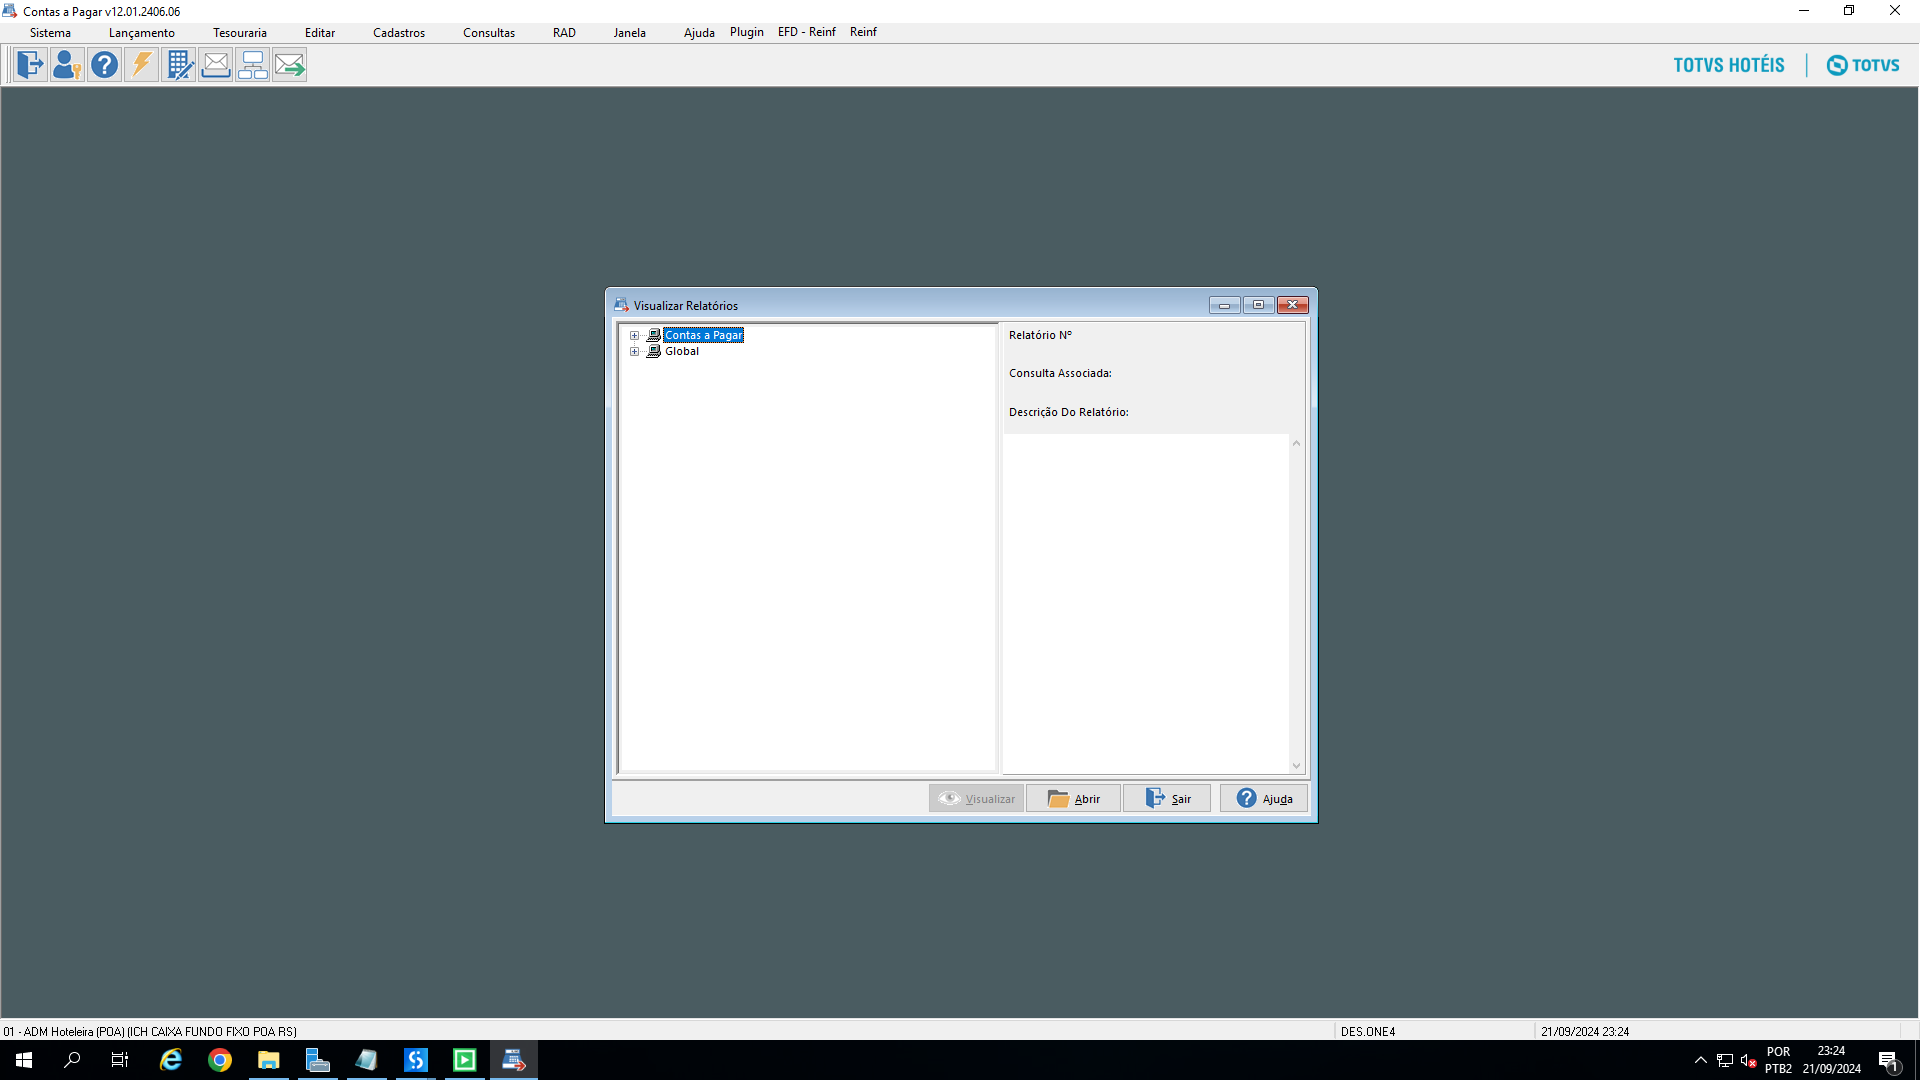 Contas a Pagar v12.01.2406.06
Sistema Lançamento Tesouraria Editar Cadastros Consultas RAD Janela Ajuda Plugin EFD - Reinf Reinf
TOTVS HOTÉIS | TOTVS
Visualizar Relatórios
Contas a Pagar
Global
Relatório Nº
Consulta Associada:
Descrição Do Relatório:
Visualizar Abrir Sair Ajuda
01 - ADM Hoteleira (POA) (ICH CAIXA FUNDO FIXO POA RS) DES.ONE4 21/09/2024 23:24
POR 23:24
PTB2 21/09/2024 1